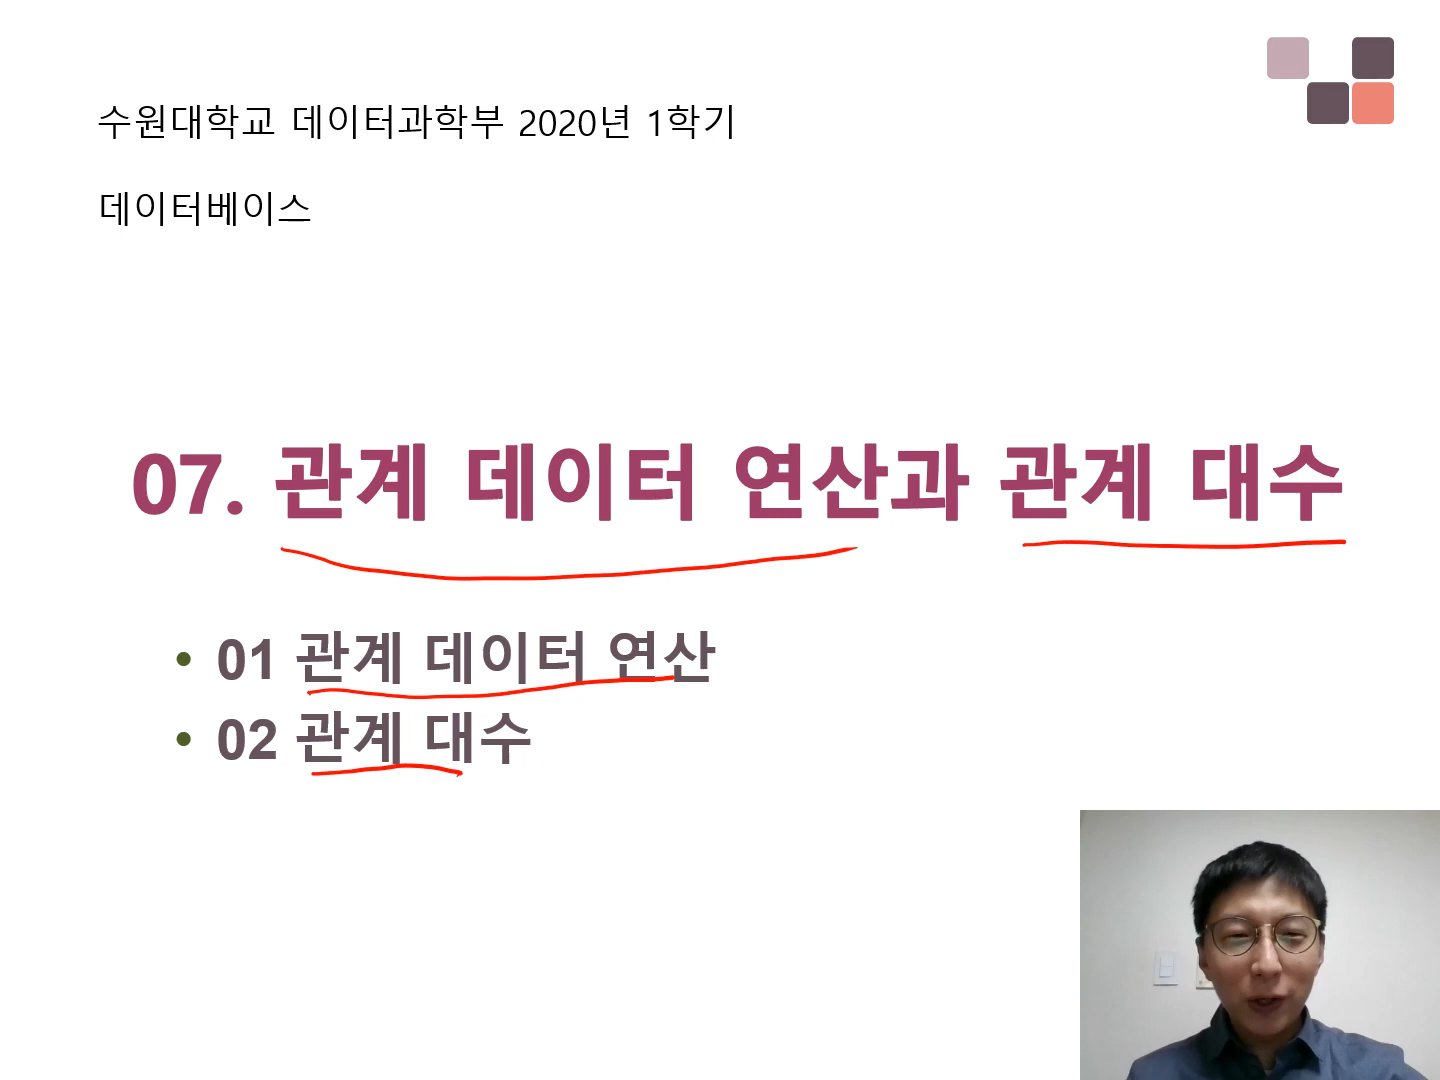 수원대학교 데이터과학부 2020년 1학기
데이터베이스
07. 관계 데이터 연산과 관계 대수
• 01 관계 데이터 연산
• 02 관계 대수